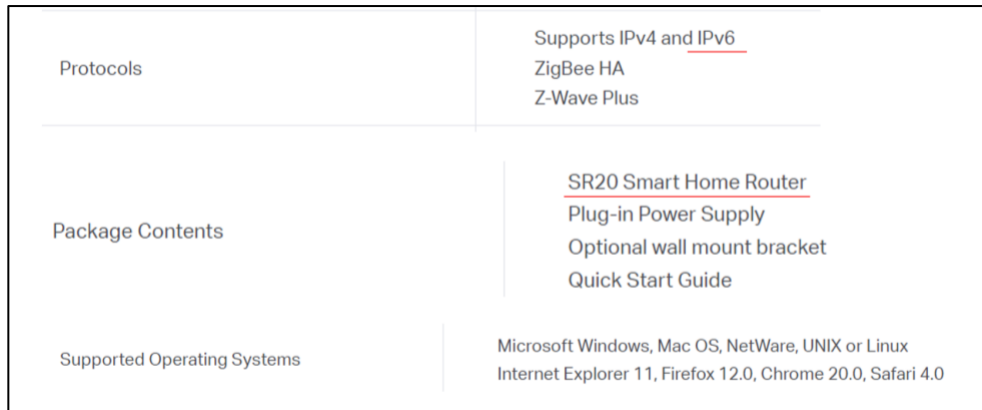 Protocols
Supports IPv4 and IPv6
ZigBee HA
Z-Wave Plus
Package Contents
SR20 Smart Home Router
Plug-in Power Supply
Optional wall mount bracket
Quick Start Guide
Supported Operating Systems
Microsoft Windows, Mac OS, NetWare, UNIX or Linux
Internet Explorer 11, Firefox 12.0, Chrome 20.0, Safari 4.0